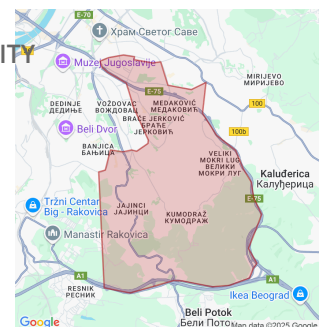 E-70
Храм Светог Саве
ITY
Muzej Jugoslavije
E-75
MIRIJEVO
МИРИЈЕВО
DEDINJE
ДЕДИЊЕ
VOŽDOVAC
ВОЖДОВАЦ
MEDAKOVIĆ
МЕДАКОВИЋ
100
BRAĆE JERKOVIĆ
БРАЋЕ
ЈЕРКОВИЋ
Beli Dvor
100b
BANJICA
БАЊИЦА
VELIKI
MOKRI LUG
ВЕЛИКИ
МОКРИ ЛУГ
Kaluđerica
Калуђерица
E-75
Tržni Centar
Big - Rakovica
JAJINCI
ЈАЈИНЦИ
KUMODRAŽ
КУМОДРАЖ
Manastir Rakovica
A1
A1
RESNIK
РЕСНИК
Ikea Beograd
Beli Potok
Бели Пото
Google
Map data ©2025 Google